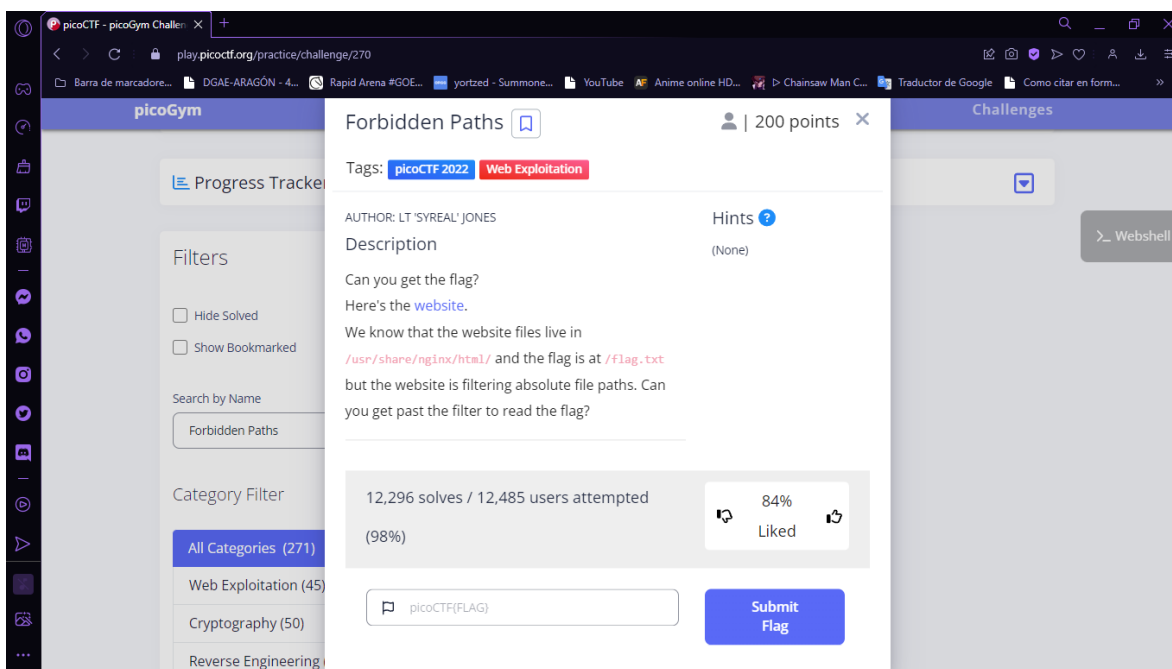 picoCTF - picoGym Challen
play.picoctf.org/practice/challenge/270
Barra de marcadore... DGAE-ARAGÓN - 4... Rapid Arena #GOE... yortzed - Summone... YouTube AF Anime online HD... ▷ Chainsaw Man C... Traductor de Google Como citar en form... »
picoGym
Challenges
Forbidden Paths
| 200 points
Tags: picoCTF 2022 Web Exploitation
Progress Tracker
AUTHOR: LT 'SYREAL' JONES
Description
Can you get the flag?
Here's the website.
We know that the website files live in
/usr/share/nginx/html/ and the flag is at /flag.txt
but the website is filtering absolute file paths. Can
you get past the filter to read the flag?
Hints ?
(None)
>_ Webshell
Filters
Hide Solved
Show Bookmarked
Search by Name
Forbidden Paths
Category Filter
All Categories (271)
Web Exploitation (45)
Cryptography (50)
Reverse Engineering
12,296 solves / 12,485 users attempted
(98%)
84%
Liked
picoCTF{FLAG}
Submit
Flag